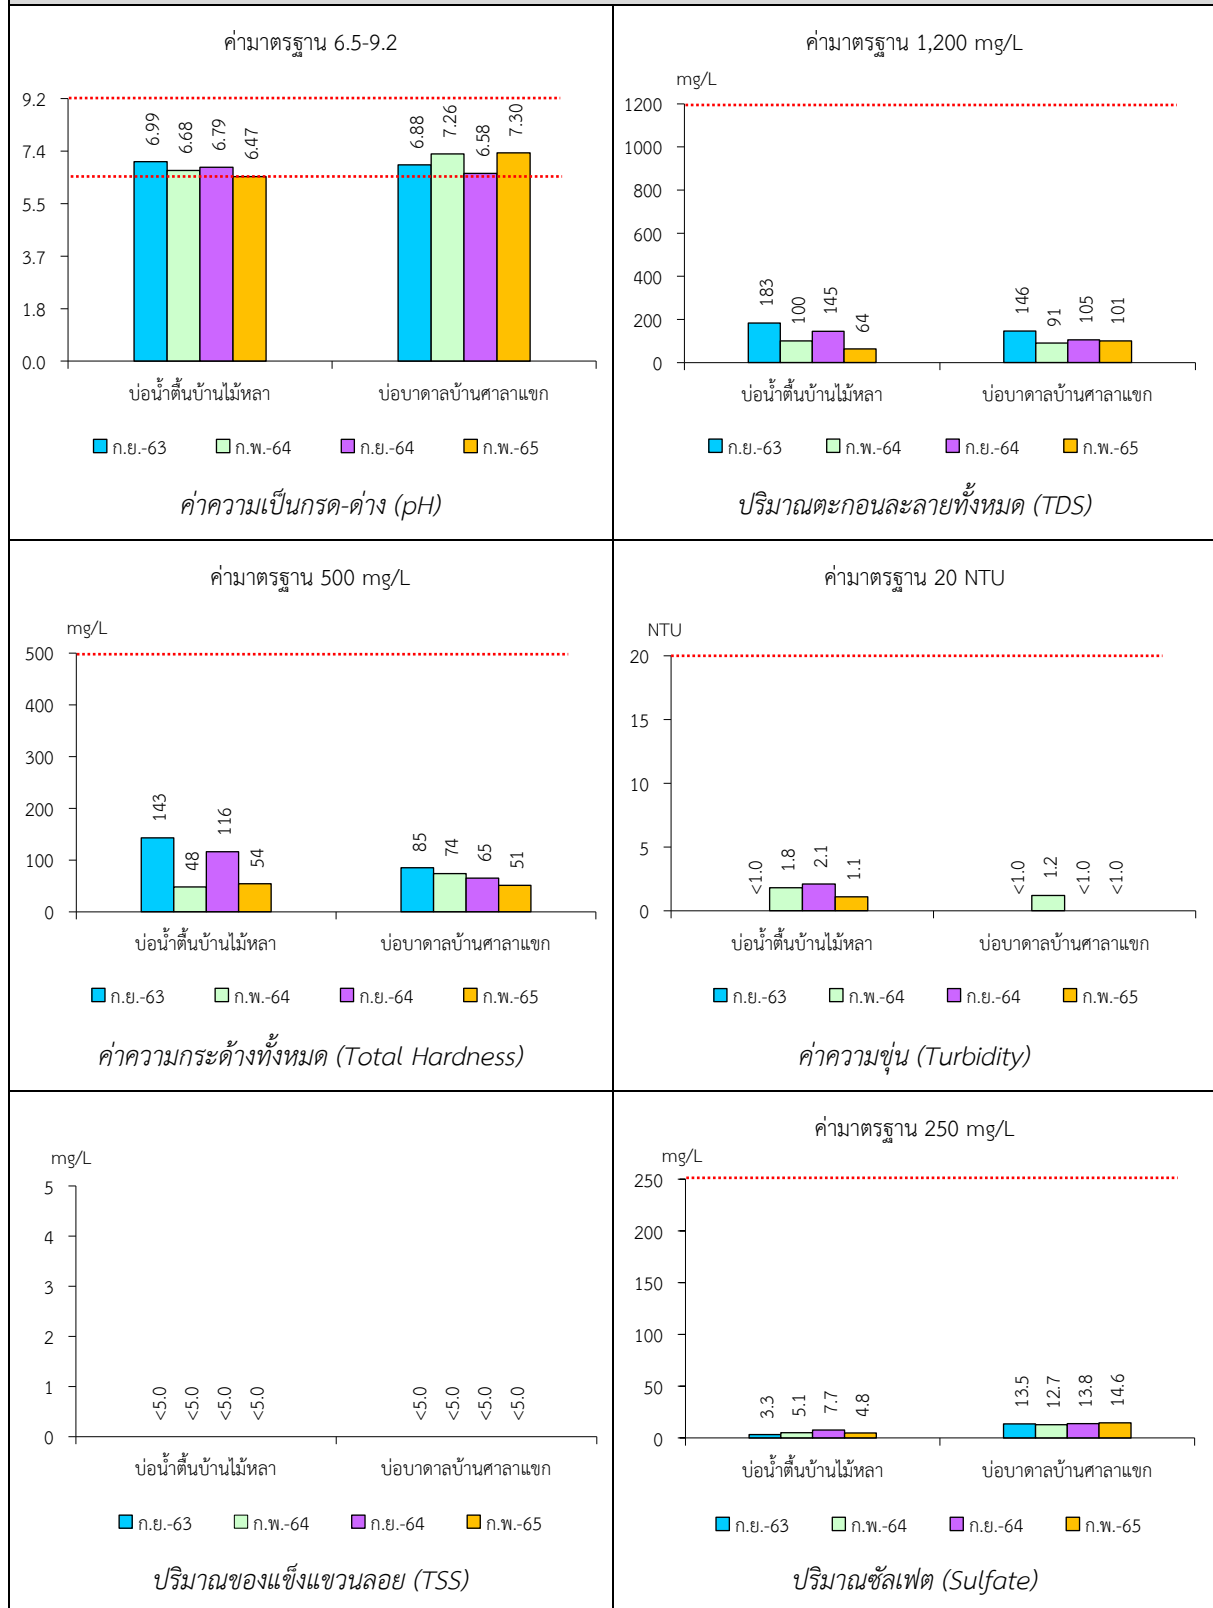 ค่ามาตรฐาน 6.5-9.2
9.2
7.4
5.5
3.7
1.8
0.0
6.99
6.68
6.79
6.47
6.88
7.26
6.58
7.30
บ่อน้ำตื้นบ้านไม้หลา
บ่อบาดาลบ้านศาลาแขก
ก.ย.-63
ก.พ.-64
ก.ย.-64
ก.พ.-65
ค่าความเป็นกรด-ด่าง (pH)
ค่ามาตรฐาน 1,200 mg/L
mg/L
1200
1000
800
600
400
200
0
183
100
145
64
146
91
105
101
บ่อน้ำตื้นบ้านไม้หลา
บ่อบาดาลบ้านศาลาแขก
ก.ย.-63
ก.พ.-64
ก.ย.-64
ก.พ.-65
ปริมาณตะกอนละลายทั้งหมด (TDS)
ค่ามาตรฐาน 500 mg/L
mg/L
500
400
300
200
100
0
143
48
116
54
85
74
65
51
บ่อน้ำตื้นบ้านไม้หลา
บ่อบาดาลบ้านศาลาแขก
ก.ย.-63
ก.พ.-64
ก.ย.-64
ก.พ.-65
ค่าความกระด้างทั้งหมด (Total Hardness)
ค่ามาตรฐาน 20 NTU
NTU
20
15
10
5
0
<1.0
1.8
2.1
1.1
<1.0
1.2
<1.0
<1.0
บ่อน้ำตื้นบ้านไม้หลา
บ่อบาดาลบ้านศาลาแขก
ก.ย.-63
ก.พ.-64
ก.ย.-64
ก.พ.-65
ค่าความขุ่น (Turbidity)
mg/L
5
4
3
2
1
0
<5.0
<5.0
<5.0
<5.0
<5.0
<5.0
<5.0
<5.0
บ่อน้ำตื้นบ้านไม้หลา
บ่อบาดาลบ้านศาลาแขก
ก.ย.-63
ก.พ.-64
ก.ย.-64
ก.พ.-65
ปริมาณของแข็งแขวนลอย (TSS)
ค่ามาตรฐาน 250 mg/L
mg/L
250
200
150
100
50
0
3.3
5.1
7.7
4.8
13.5
12.7
13.8
14.6
บ่อน้ำตื้นบ้านไม้หลา
บ่อบาดาลบ้านศาลาแขก
ก.ย.-63
ก.พ.-64
ก.ย.-64
ก.พ.-65
ปริมาณซัลเฟต (Sulfate)